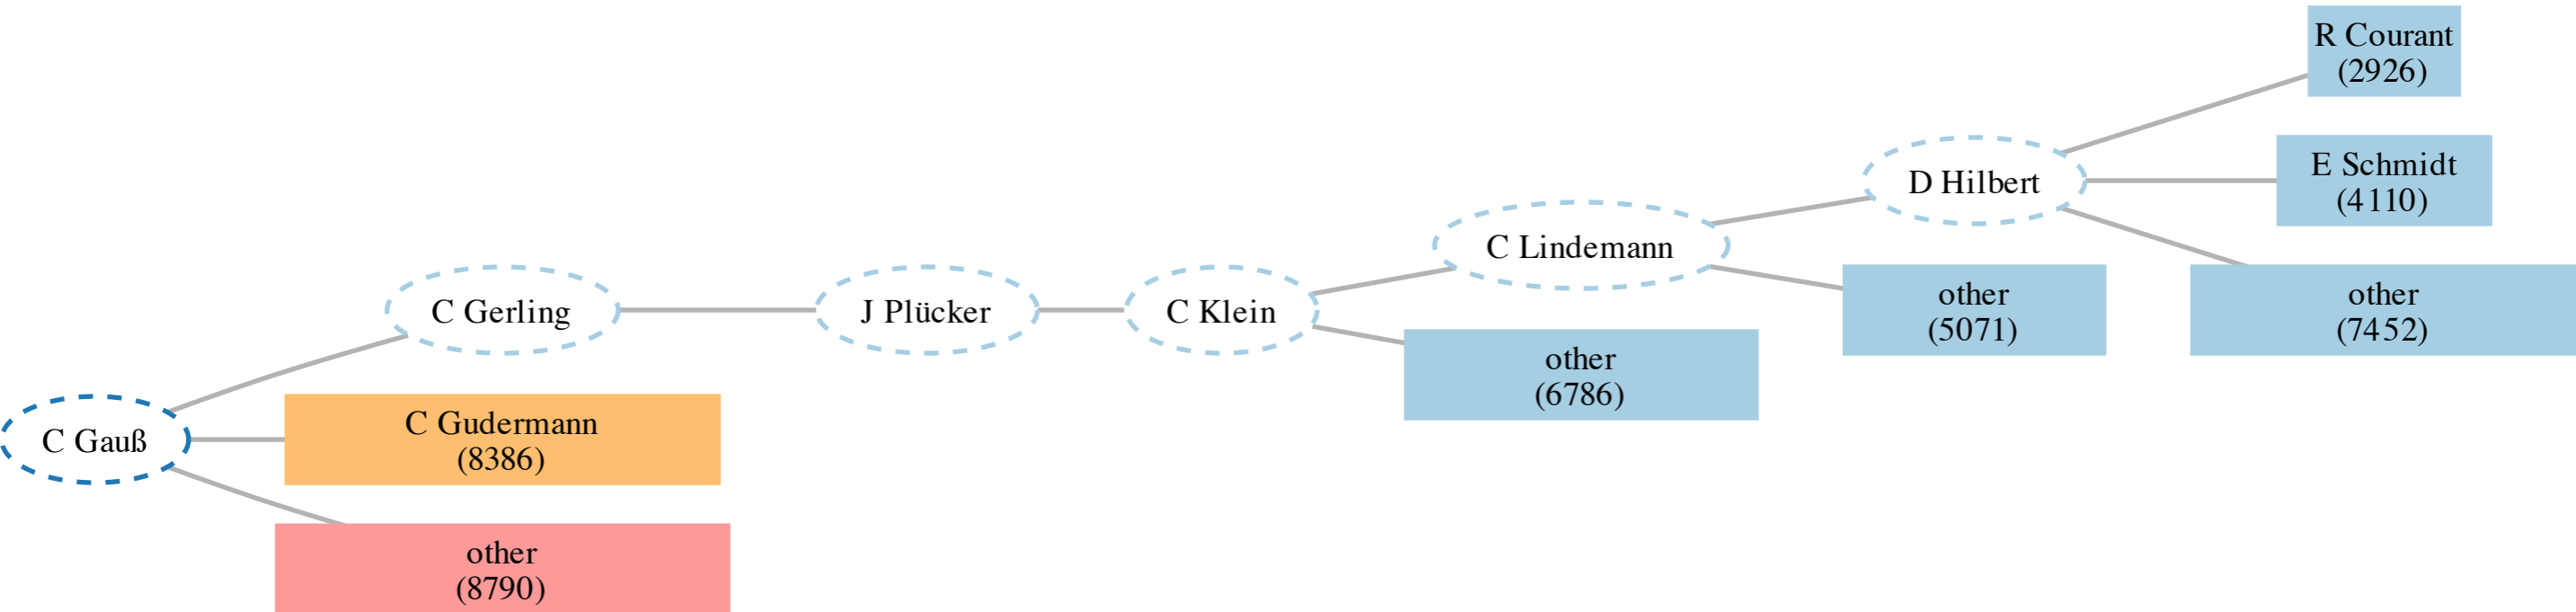 R Courant
(2926)
E Schmidt
(4110)
D Hilbert
C Lindemann
other
(5071)
other
(7452)
C Gerling
J Plücker
C Klein
other
(6786)
C Gauß
C Gudermann
(8386)
other
(8790)